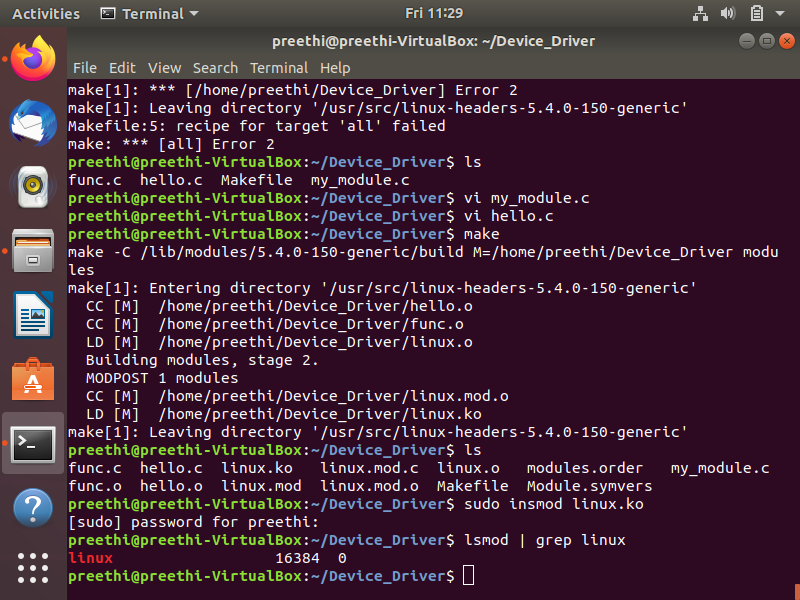 Activities Terminal Fri 11:29
preethi@preethi-VirtualBox: ~/Device_Driver
File Edit View Search Terminal Help
make[1]: *** [/home/preethi/Device_Driver] Error 2
make[1]: Leaving directory '/usr/src/linux-headers-5.4.0-150-generic'
Makefile:5: recipe for target 'all' failed
make: *** [all] Error 2
preethi@preethi-VirtualBox:~/Device_Driver$ ls
func.c hello.c Makefile my_module.c
preethi@preethi-VirtualBox:~/Device_Driver$ vi my_module.c
preethi@preethi-VirtualBox:~/Device_Driver$ vi hello.c
preethi@preethi-VirtualBox:~/Device_Driver$ make
make -C /lib/modules/5.4.0-150-generic/build M=/home/preethi/Device_Driver modu
les
make[1]: Entering directory '/usr/src/linux-headers-5.4.0-150-generic'
CC [M] /home/preethi/Device_Driver/hello.o
CC [M] /home/preethi/Device_Driver/func.o
LD [M] /home/preethi/Device_Driver/linux.o
Building modules, stage 2.
MODPOST 1 modules
CC [M] /home/preethi/Device_Driver/linux.mod.o
LD [M] /home/preethi/Device_Driver/linux.ko
make[1]: Leaving directory '/usr/src/linux-headers-5.4.0-150-generic'
preethi@preethi-VirtualBox:~/Device_Driver$ ls
func.c hello.c linux.ko linux.mod.c linux.o modules.order my_module.c
func.o hello.o linux.mod linux.mod.o Makefile Module.symvers
preethi@preethi-VirtualBox:~/Device_Driver$ sudo insmod linux.ko
[sudo] password for preethi:
preethi@preethi-VirtualBox:~/Device_Driver$ lsmod | grep linux
linux 16384 0
preethi@preethi-VirtualBox:~/Device_Driver$